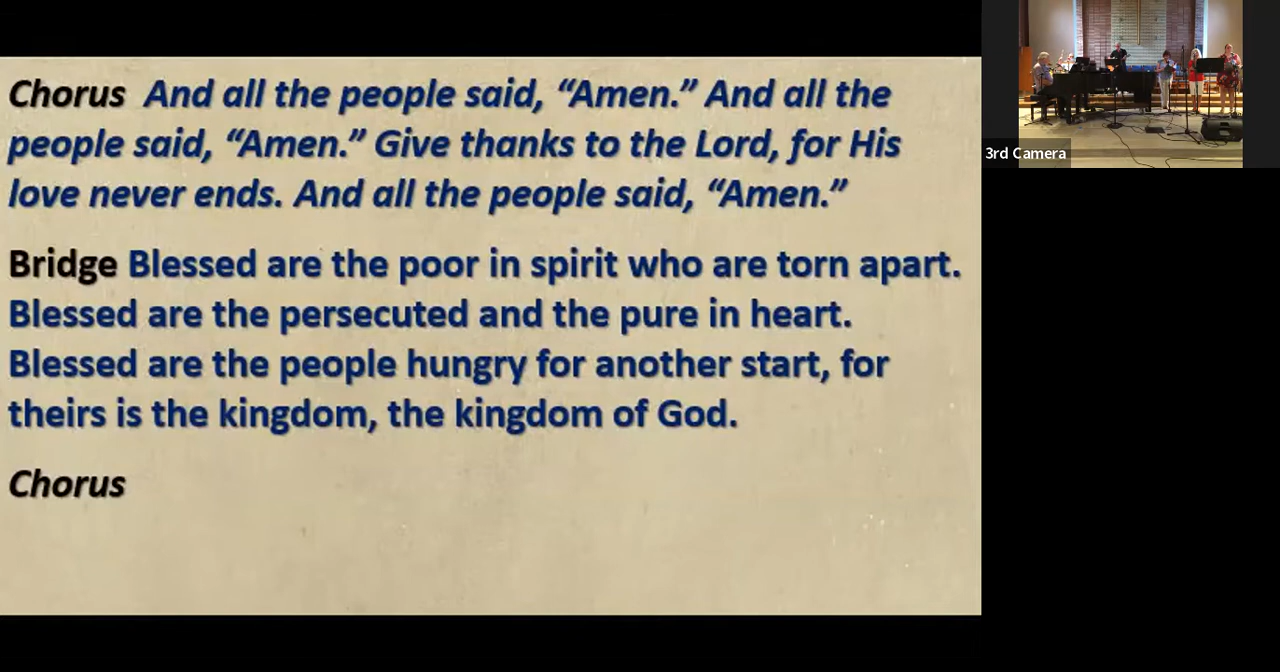 Chorus And all the people said, “Amen.” And all the
people said, “Amen.” Give thanks to the Lord, for His
love never ends. And all the people said, “Amen.”
Bridge Blessed are the poor in spirit who are torn apart.
Blessed are the persecuted and the pure in heart.
Blessed are the people hungry for another start, for
theirs is the kingdom, the kingdom of God.
Chorus
3rd Camera